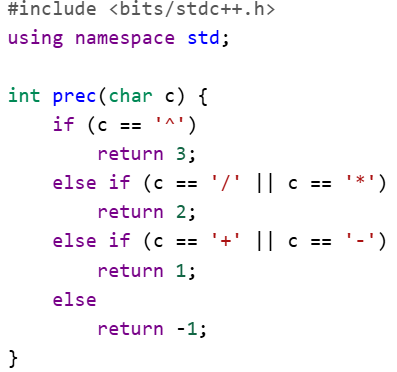 #include <bits/stdc++.h>
using namespace std;

int prec(char c) {
    if (c == '^')
        return 3;
    else if (c == '/' || c == '*')
        return 2;
    else if (c == '+' || c == '-')
        return 1;
    else
        return -1;
}